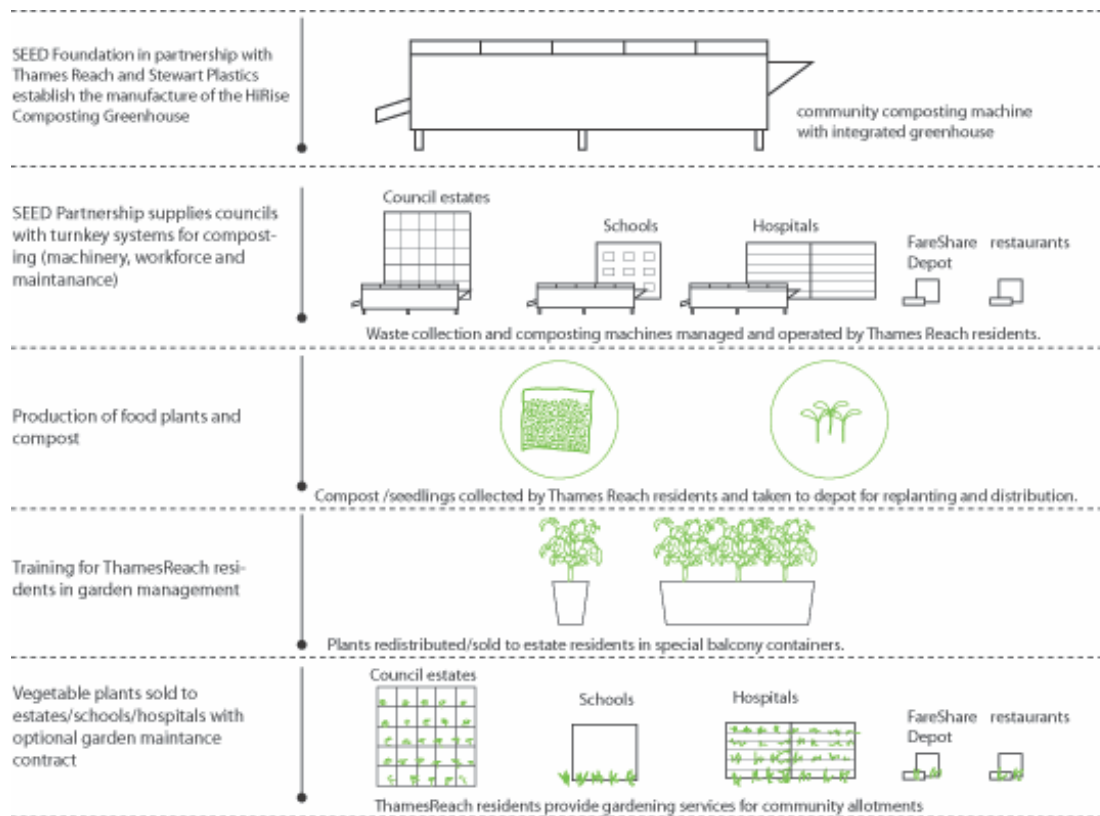 SEED Foundation in partnership with
Thames Reach and Stewart Plastics
establish the manufacture of the HiRise
Composting Greenhouse
community composting machine
with integrated greenhouse
SEED Partnership supplies councils
with turnkey systems for compost-
ing (machinery, workforce and
maintanance)
Council estates
Schools
Hospitals
FareShare
Depot
restaurants
Waste collection and composting machines managed and operated by Thames Reach residents.
Production of food plants and
compost
Compost /seedlings collected by Thames Reach residents and taken to depot for replanting and distribution.
Training for ThamesReach resi-
dents in garden management
Plants redistributed/sold to estate residents in special balcony containers.
Vegetable plants sold to
estates/schools/hospitals with
optional garden maintance
contract
Council estates
Schools
Hospitals
FareShare
Depot
restaurants
ThamesReach residents provide gardening services for community allotments